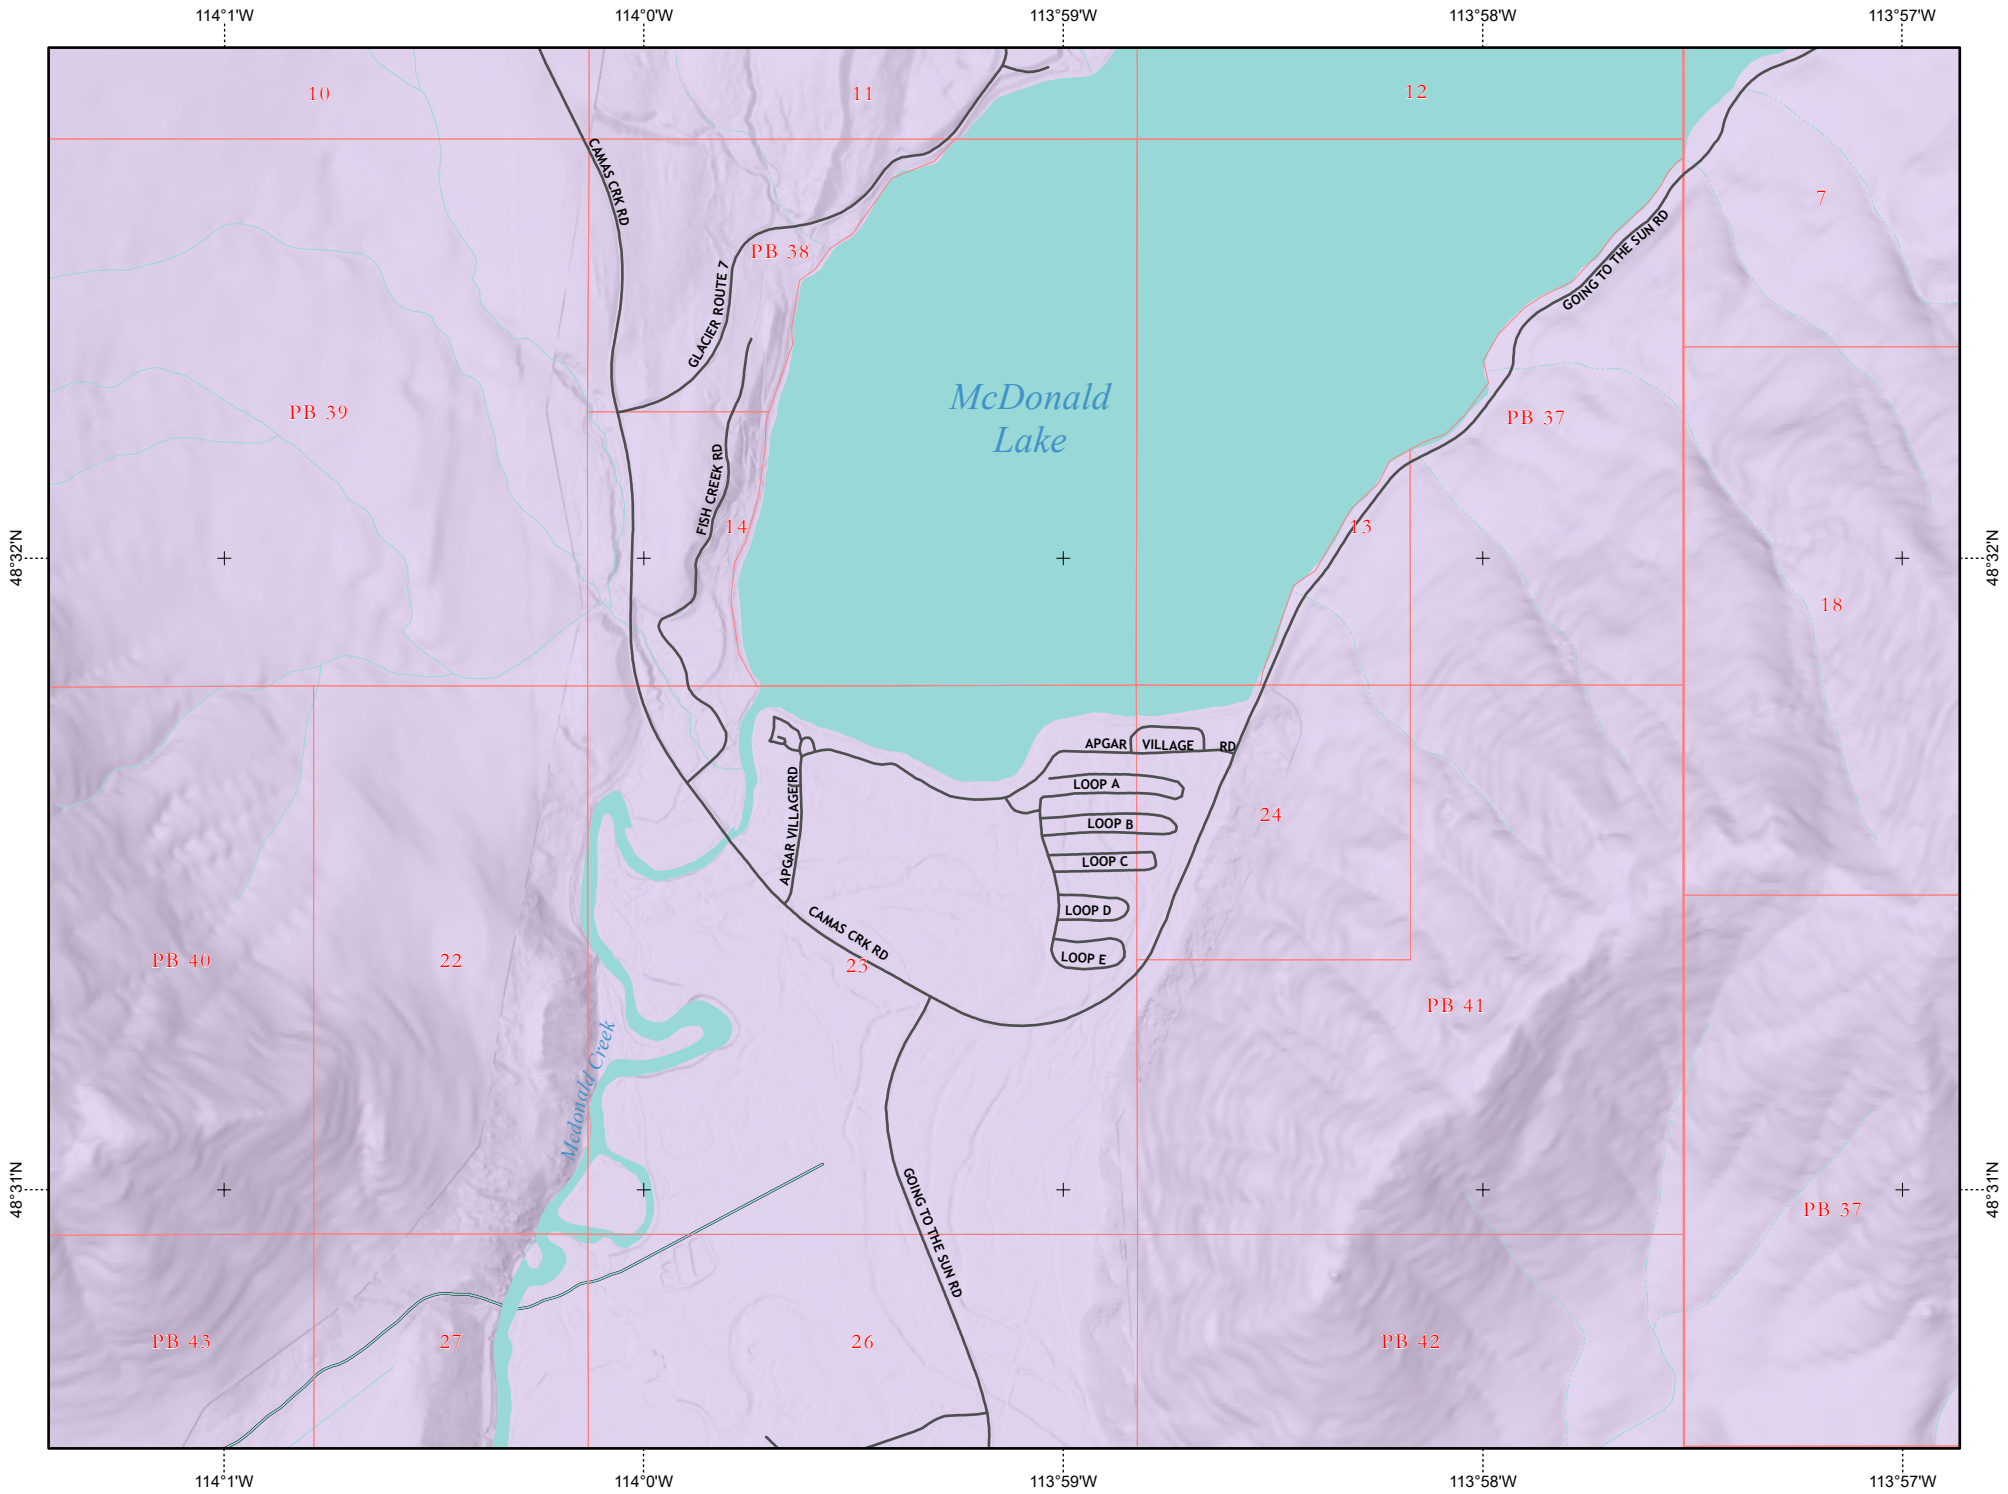 114°1'W
114°0'W
113°59'W
113°58'W
113°57'W
10
11
12
CAMAS CRK RD
7
PB 38
GOING TO THE SUN RD
GLACIER ROUTE 7
McDonald
Lake
PB 39
PB 37
FISH CREEK RD
14
13
48°32'N
48°32'N
18
APGAR VILLAGE RD
LOOP A
APGAR VILLAGE RD
24
LOOP B
LOOP C
LOOP D
CAMAS CRK RD
LOOP E
PB 40
22
23
PB 41
Mcdonald Creek
48°31'N
48°31'N
GOING TO THE SUN RD
PB 37
PB 43
27
26
PB 42
114°1'W
114°0'W
113°59'W
113°58'W
113°57'W